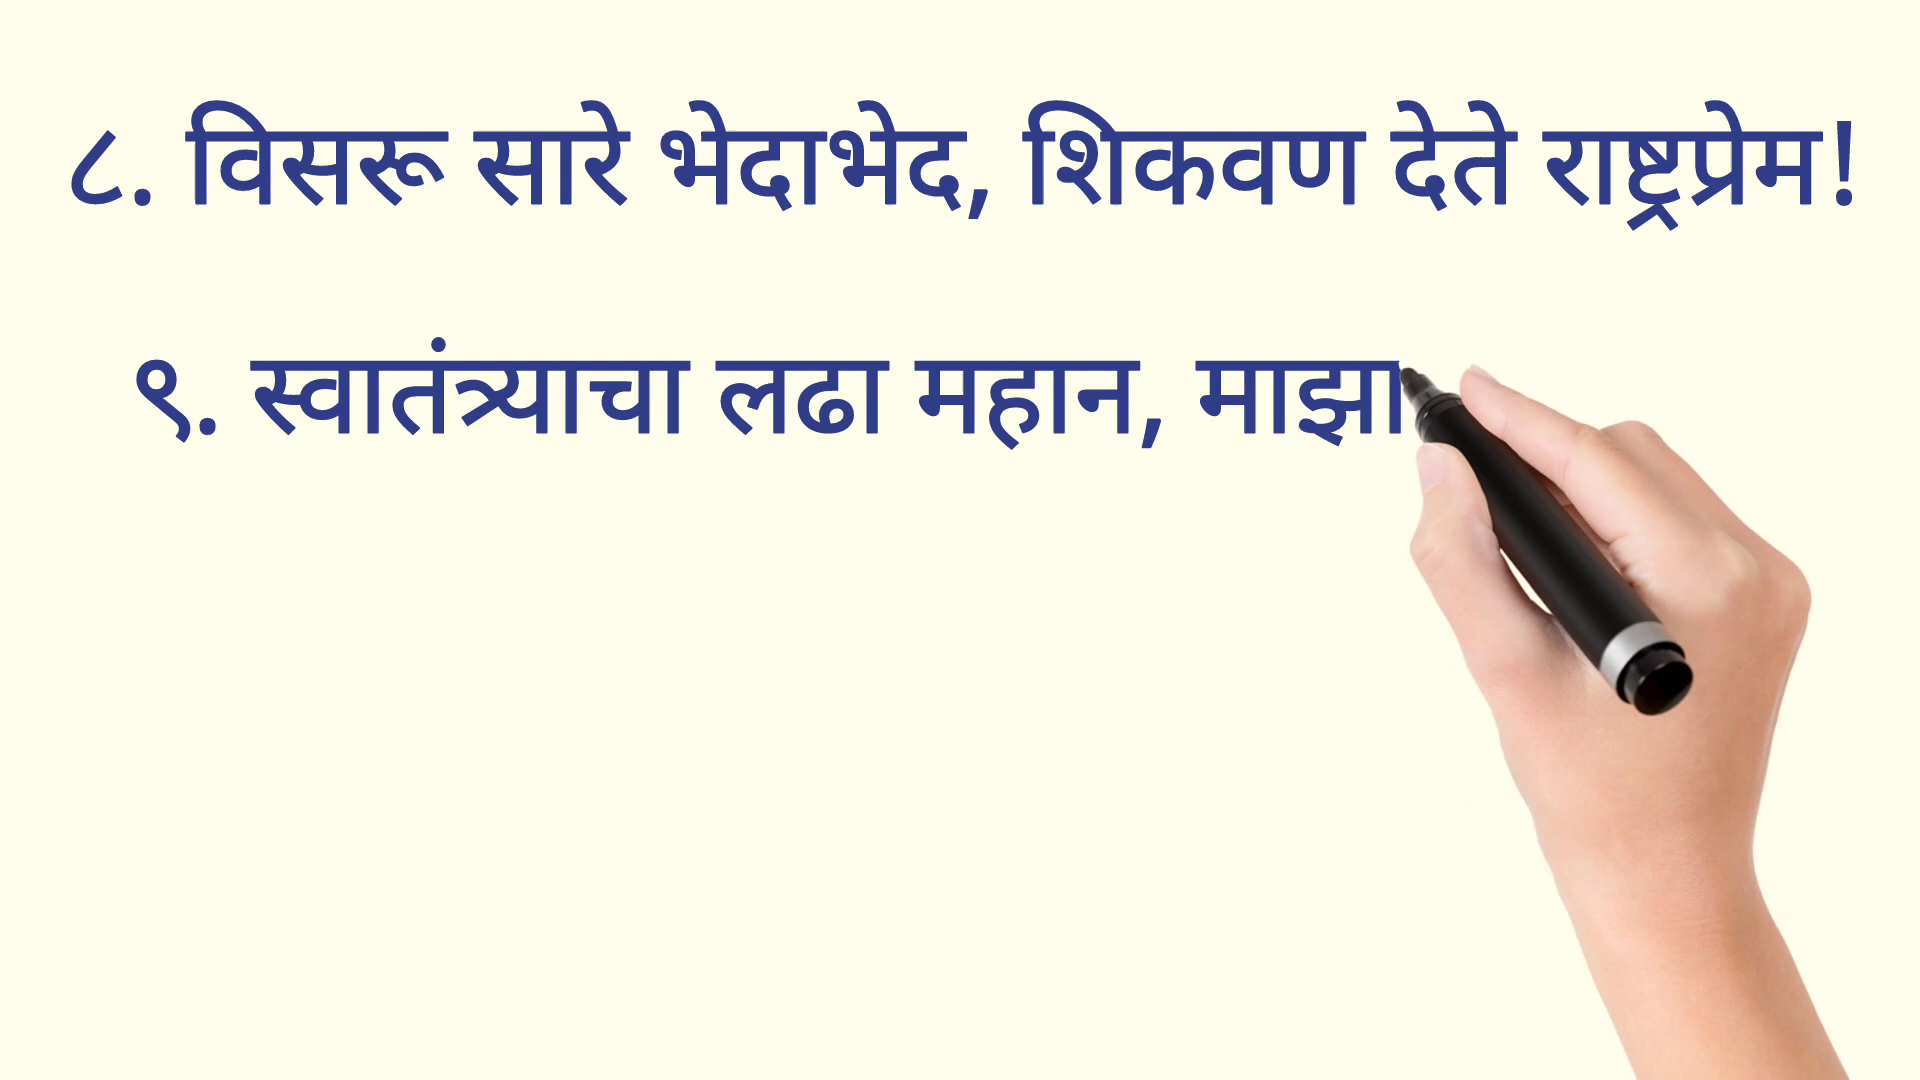 ८. विसरू सारे भेदाभेद, शिकवण देते राष्ट्रप्रेम!
९. स्वातंत्र्याचा लढा महान, माझा